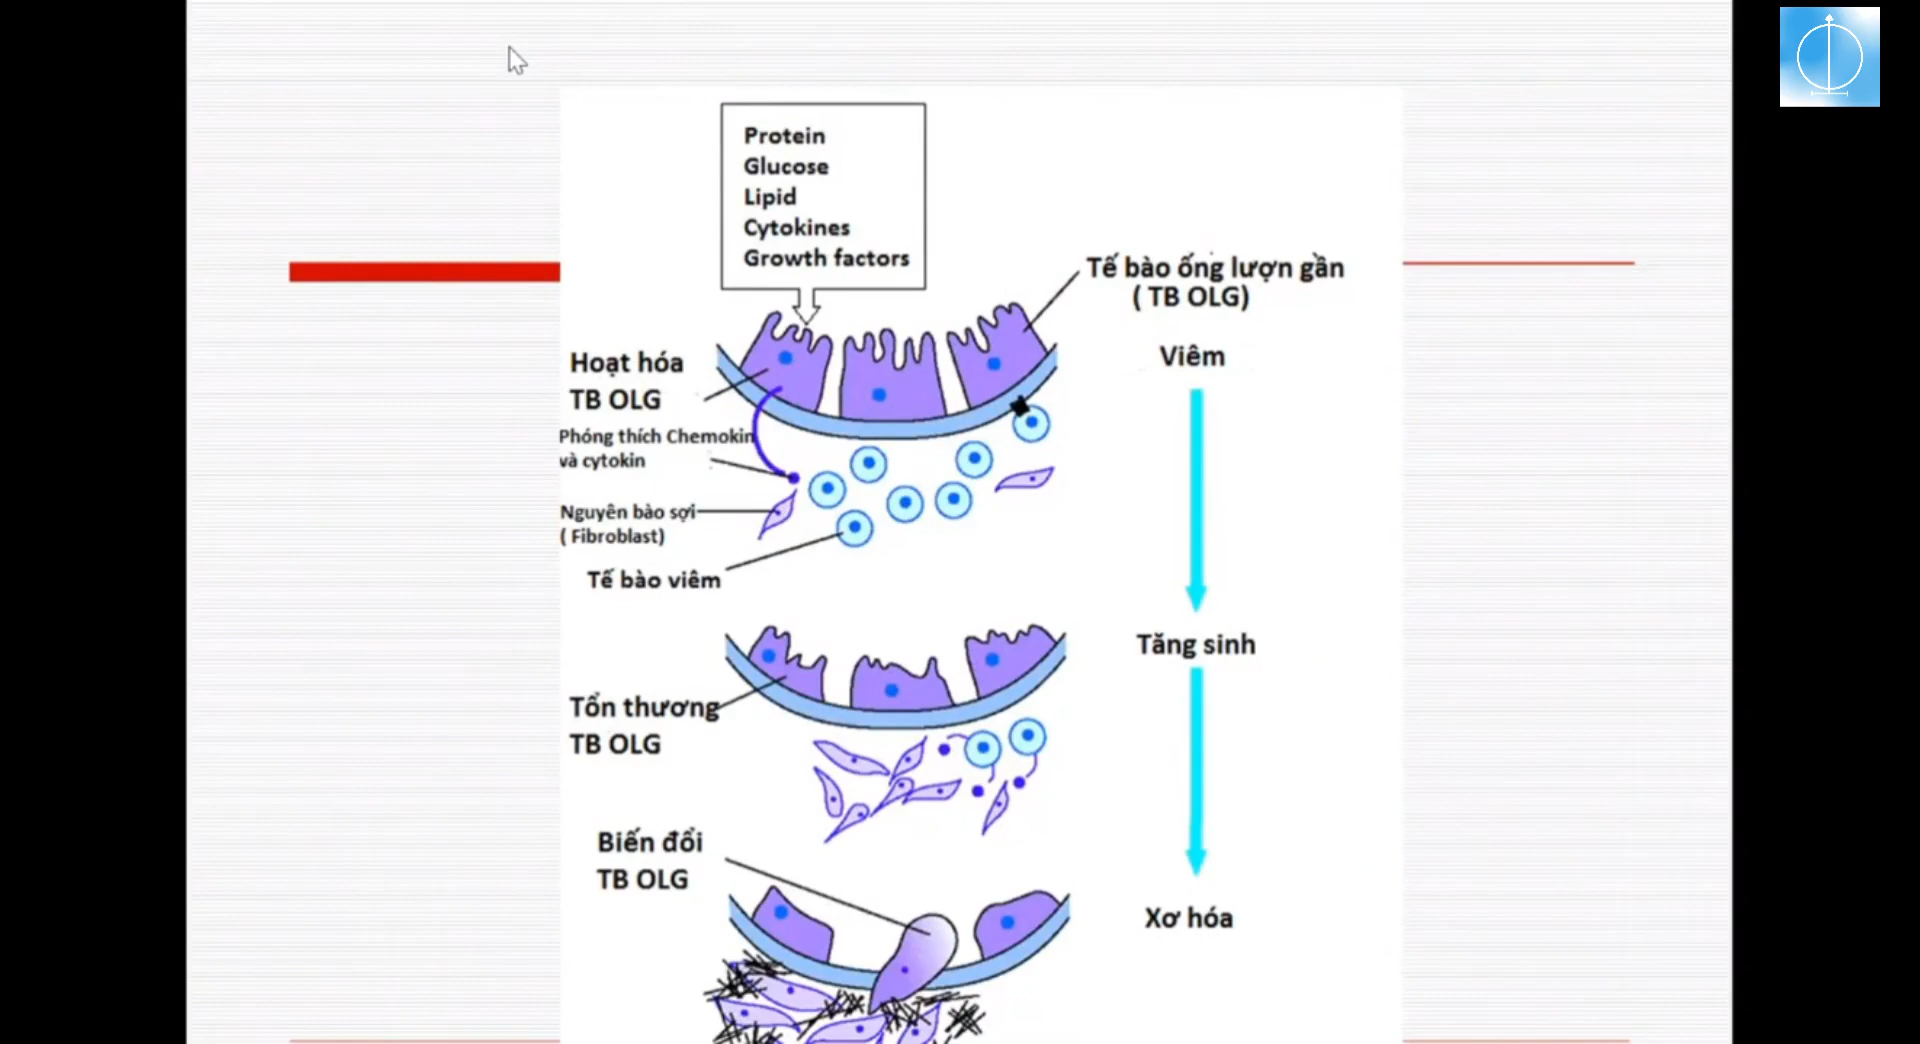 Protein
Glucose
Lipid
Cytokines
Growth factors
Tế bào ống lượn gần
( TB OLG)
Viêm
Hoạt hóa
TB OLG
Phóng thích Chemokin
và cytokin
Nguyên bào sợi
( Fibroblast)
Tế bào viêm
Tăng sinh
Tổn thương
TB OLG
Biến đổi
TB OLG
Xơ hóa